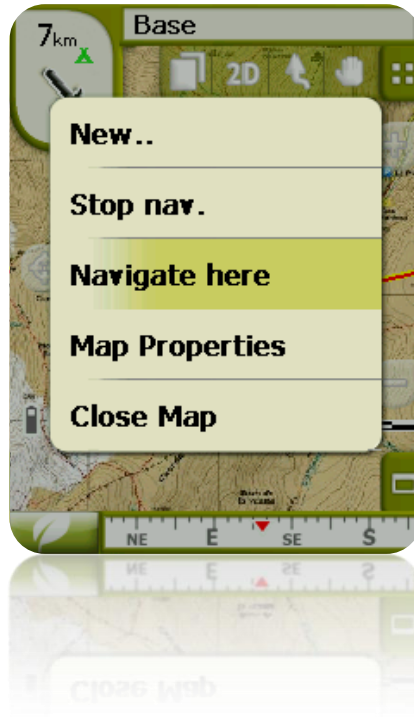 7km
Base
2D
New..
Stop nav.
Navigate here
Map Properties
Close Map
NE E SE S